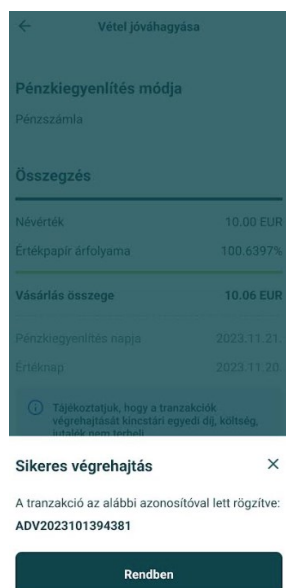 Vétel jóváhagyása
Pénzkiegyenlítés módja
Pénzszámla
Összegzés
Névérték 10.00 EUR
Értékpapír árfolyama 100.6397%
Vásárlás összege 10.06 EUR
Pénzkiegyenlítés napja 2023.11.21.
Értéknap 2023.11.20.
Tájékoztatjuk, hogy a tranzakciók
végrehajtását kincstári egyedi díj, költség,
jutalék nem terheli
Sikeres végrehajtás
A tranzakció az alábbi azonosítóval lett rögzítve:
ADV2023101394381
Rendben